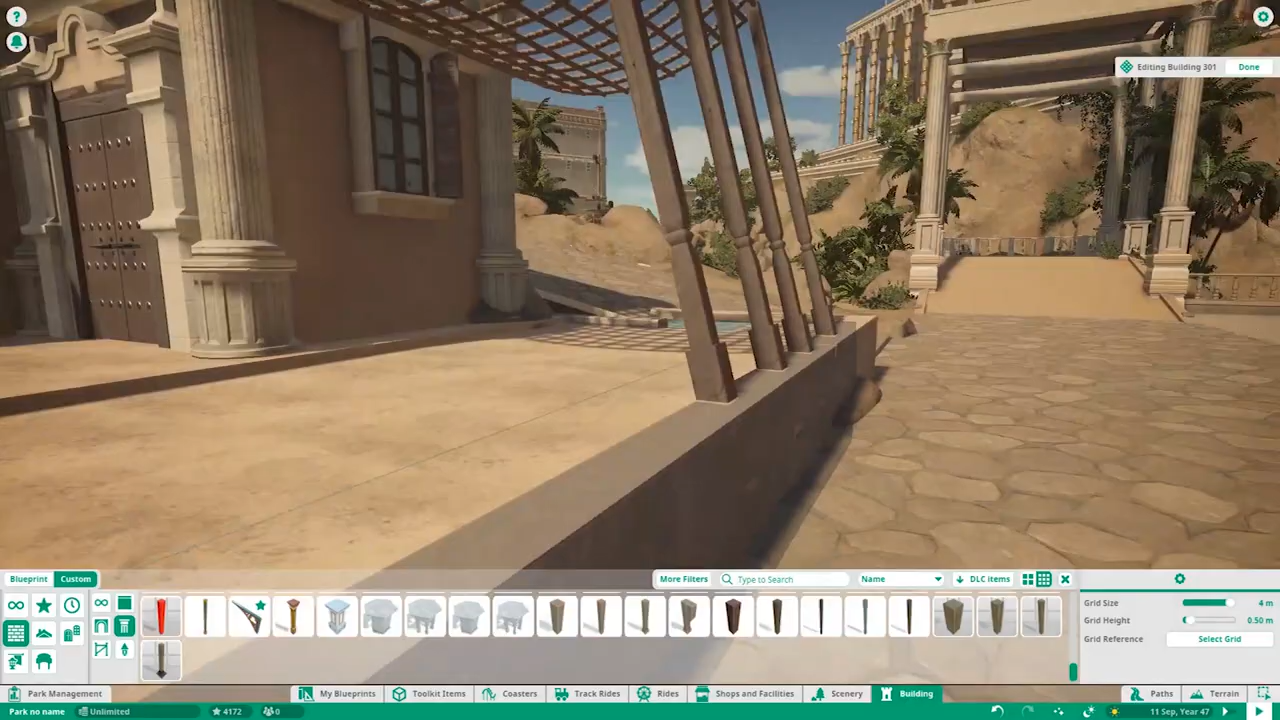 ?
Editing Building 301 Done
Blueprint Custom More Filters Type to Search Name DLC items
Grid Size 4 m
Grid Height 0.50 m
Grid Reference Select Grid
Park Management My Blueprints Toolkit Items Coasters Track Rides Rides Shops and Facilities Scenery Building Paths Terrain
Park no name Unlimited 4172 0 11 Sep, Year 47